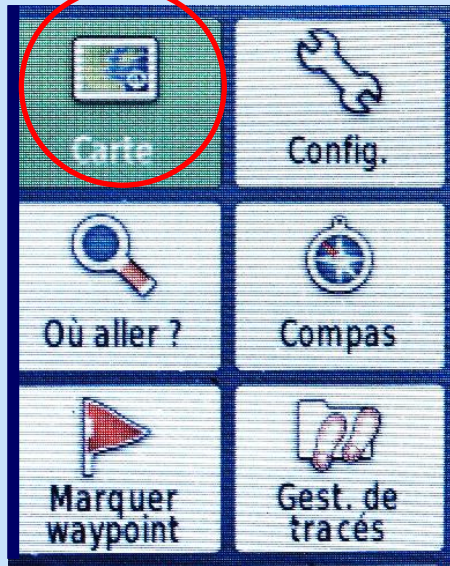 Carte
Config.
Où aller ?
Compas
Marquer
waypoint
Gest. de
tracés